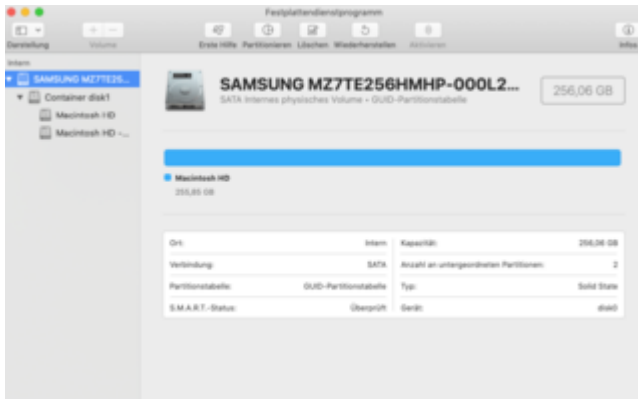 Festplattendienstprogramm
Darstellung Volume Erste Hilfe Partitionieren Löschen Wiederherstellen Aktivieren Infos
Intern
SAMSUNG MZ7TE25...
Container disk1
Macintosh HD
Macintosh HD -...
SAMSUNG MZ7TE256HMHP-000L2...
SATA Internes physisches Volume • GUID-Partitionstabelle
256,06 GB
Macintosh HD
255,85 GB
Ort: Intern
Kapazität: 256,06 GB
Verbindung: SATA
Anzahl an untergeordneten Partitionen: 2
Partitionstabelle: GUID-Partitionstabelle
Typ: Solid State
S.M.A.R.T.-Status: Überprüft
Gerät: disk0